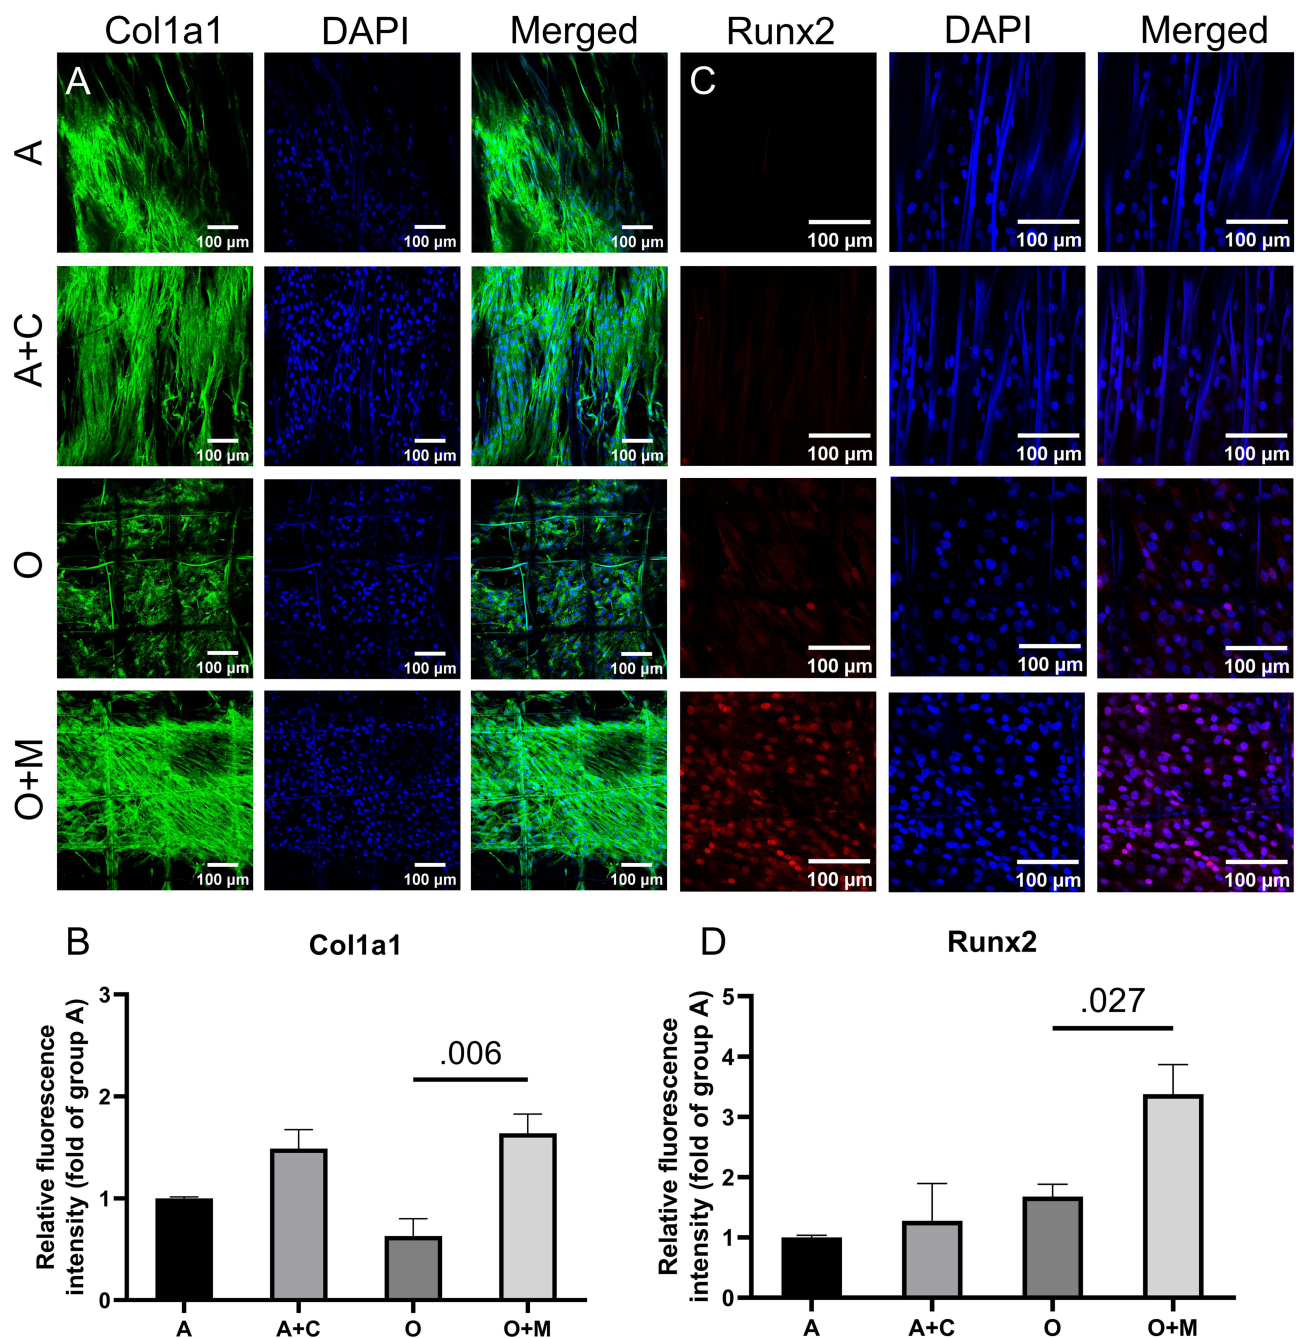 Col1a1 DAPI Merged Runx2 DAPI Merged
A C
A
100 µm 100 µm 100 µm 100 µm 100 µm 100 µm
A+C
100 µm 100 µm 100 µm 100 µm 100 µm 100 µm
O
100 µm 100 µm 100 µm 100 µm 100 µm 100 µm
O+M
100 µm 100 µm 100 µm 100 µm 100 µm 100 µm
B
Col1a1
Relative fluorescence
intensity (fold of group A)
3
2
1
0
.006
A A+C O O+M
D
Runx2
Relative fluorescence
intensity (fold of group A)
5
4
3
2
1
0
.027
A A+C O O+M